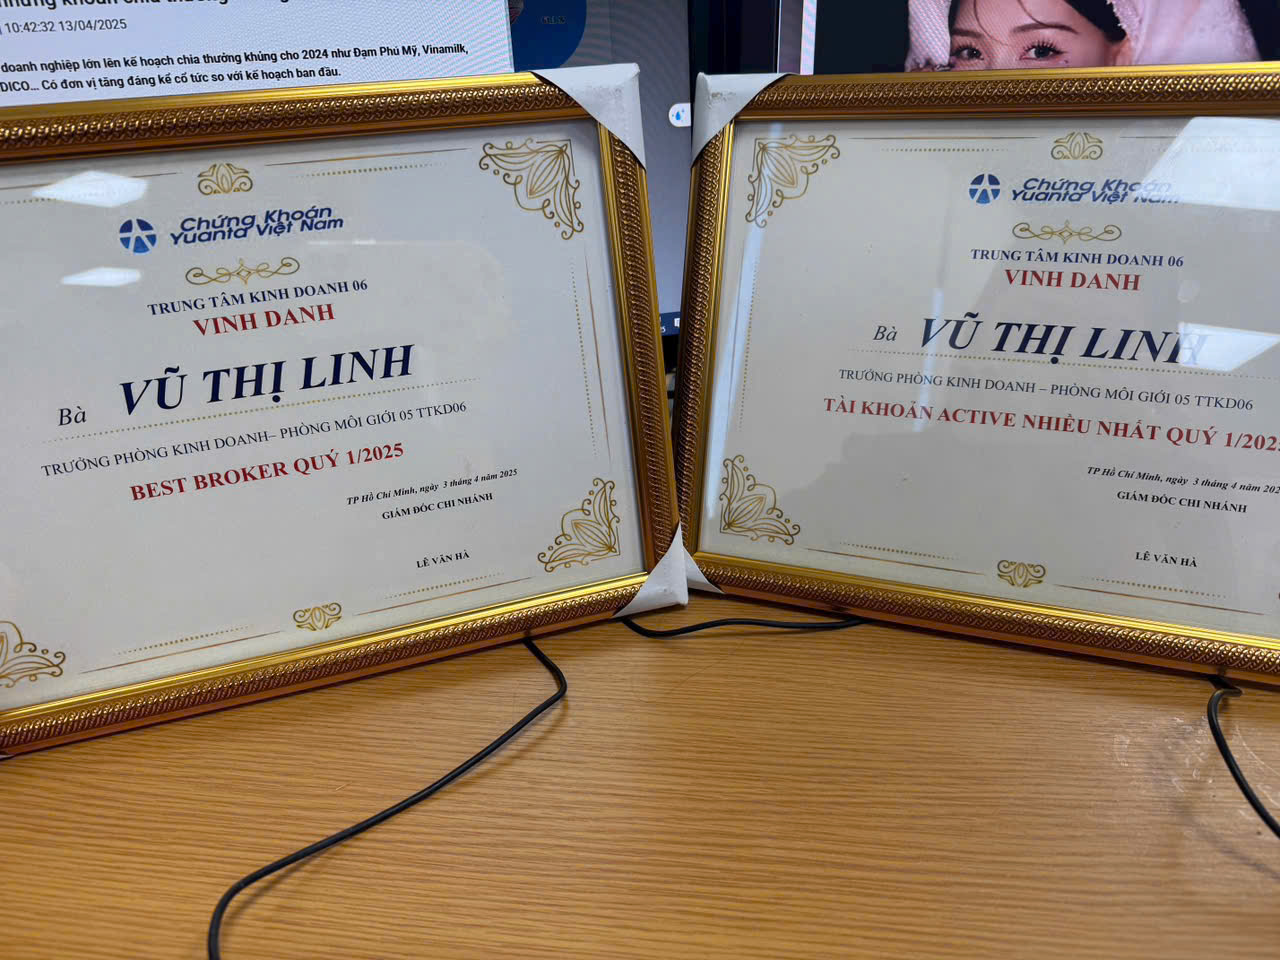 10:42:32 13/04/2025
doanh nghiệp lớn lên kế hoạch chia thưởng khủng cho 2024 như Đạm Phú Mỹ, Vinamilk,
DICO... Có đơn vị tăng đáng kể cổ tức so với kế hoạch ban đầu.
Chứng Khoán
Yuanta Việt Nam
TRUNG TÂM KINH DOANH 06
VINH DANH
Bà VŨ THỊ LINH
TRƯỞNG PHÒNG KINH DOANH– PHÒNG MÔI GIỚI 05 TTKD06
BEST BROKER QUÝ 1/2025
TP Hồ Chí Minh, ngày 3 tháng 4 năm 2025
GIÁM ĐỐC CHI NHÁNH
LÊ VĂN HÀ
Chứng Khoán
Yuanta Việt Nam
TRUNG TÂM KINH DOANH 06
VINH DANH
Bà VŨ THỊ LINH
TRƯỞNG PHÒNG KINH DOANH – PHÒNG MÔI GIỚI 05 TTKD06
TÀI KHOẢN ACTIVE NHIỀU NHẤT QUÝ 1/202
TP Hồ Chí Minh, ngày 3 tháng 4 năm 202
GIÁM ĐỐC CHI NHÁNH
LÊ VĂN HÀ